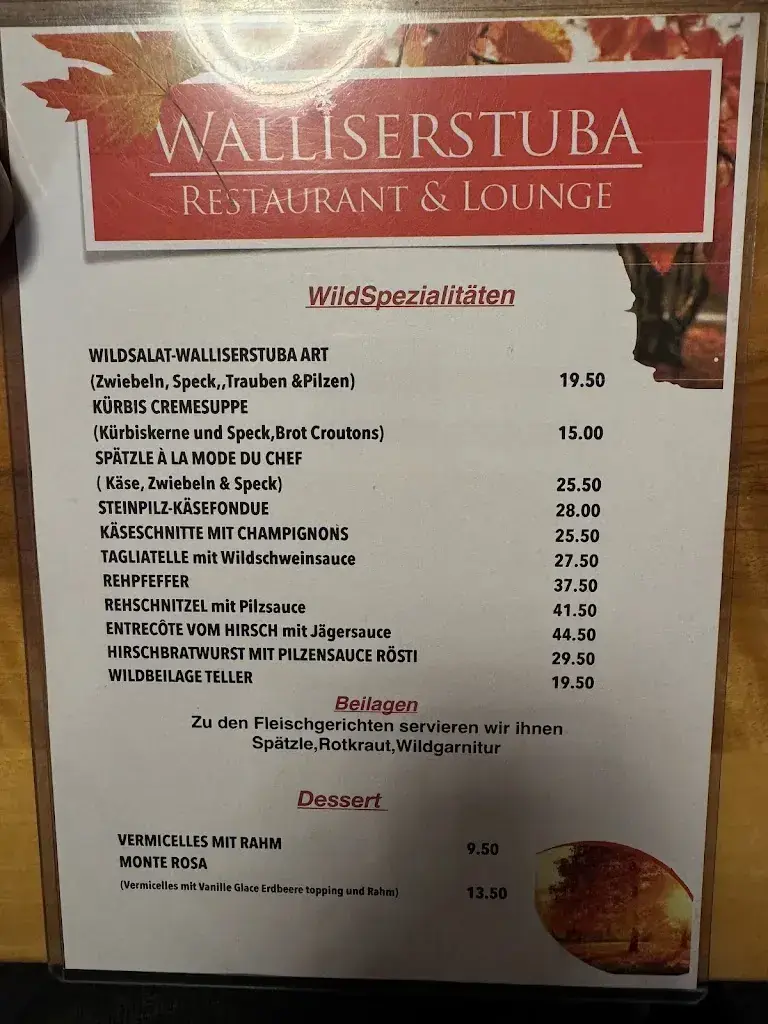 WALLISERSTUBA
RESTAURANT & LOUNGE
WildSpezialitäten
WILDSALAT-WALLISERSTUBA ART
(Zwiebeln, Speck,,Trauben &Pilzen) 19.50
KÜRBIS CREMESUPPE
(Kürbiskerne und Speck,Brot Croutons) 15.00
SPÄTZLE À LA MODE DU CHEF
( Käse, Zwiebeln & Speck) 25.50
STEINPILZ-KÄSEFONDUE 28.00
KÄSESCHNITTE MIT CHAMPIGNONS 25.50
TAGLIATELLE mit Wildschweinsauce 27.50
REHPFEFFER 37.50
REHSCHNITZEL mit Pilzsauce 41.50
ENTRECÔTE VOM HIRSCH mit Jägersauce 44.50
HIRSCHBRATWURST MIT PILZENSAUCE RÖSTI 29.50
WILDBEILAGE TELLER 19.50
Beilagen
Zu den Fleischgerichten servieren wir ihnen
Spätzle,Rotkraut,Wildgarnitur
Dessert
VERMICELLES MIT RAHM 9.50
MONTE ROSA
(Vermicelles mit Vanille Glace Erdbeere topping und Rahm) 13.50